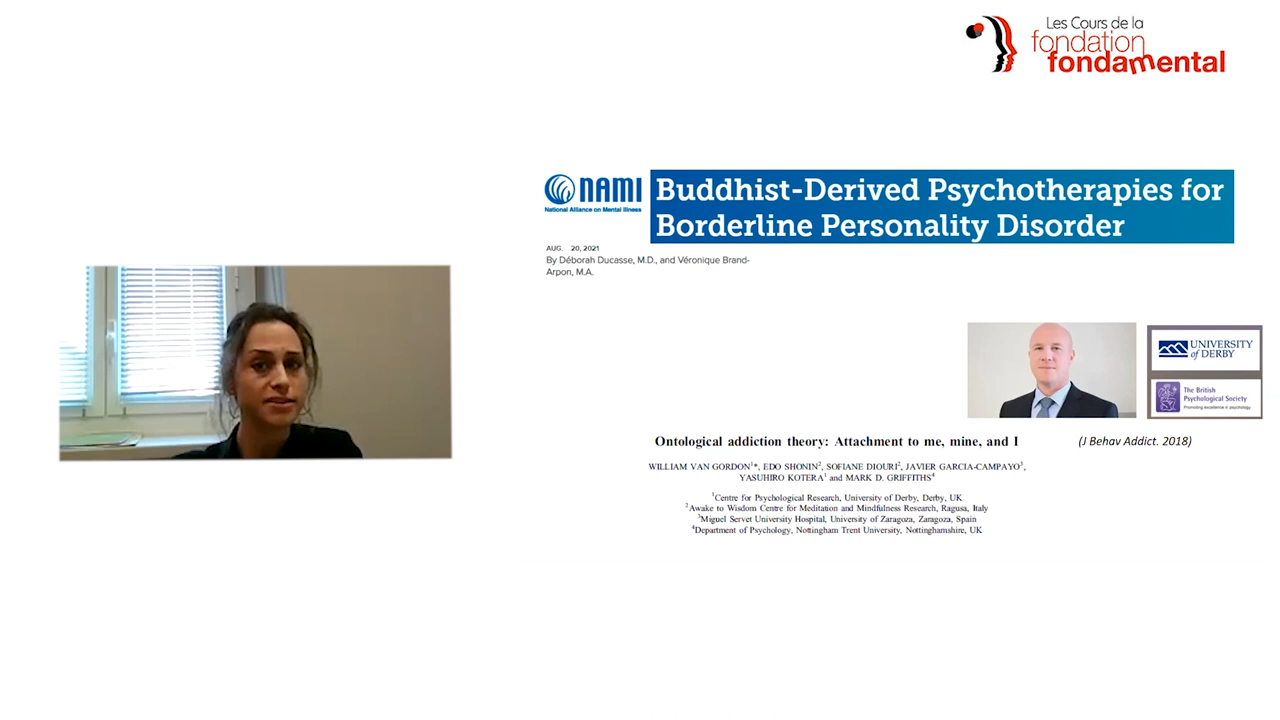 Les Cours de la
fondation
fondamental
NAMI
National Alliance on Mental Illness
Buddhist-Derived Psychotherapies for
Borderline Personality Disorder
AUG. 20, 2021
By Déborah Ducasse, M.D., and Véronique Brand-
Arpon, M.A.
UNIVERSITY
of DERBY
The British
Psychological Society
Promoting excellence in psychology
Ontological addiction theory: Attachment to me, mine, and I
(J Behav Addict. 2018)
WILLIAM VAN GORDON1*, EDO SHONIN2, SOFIANE DIOURI2, JAVIER GARCIA-CAMPAYO3,
YASUHIRO KOTERA1 and MARK D. GRIFFITHS4
1Centre for Psychological Research, University of Derby, Derby, UK
2Awake to Wisdom Centre for Meditation and Mindfulness Research, Ragusa, Italy
3Miguel Servet University Hospital, University of Zaragoza, Zaragoza, Spain
4Department of Psychology, Nottingham Trent University, Nottinghamshire, UK